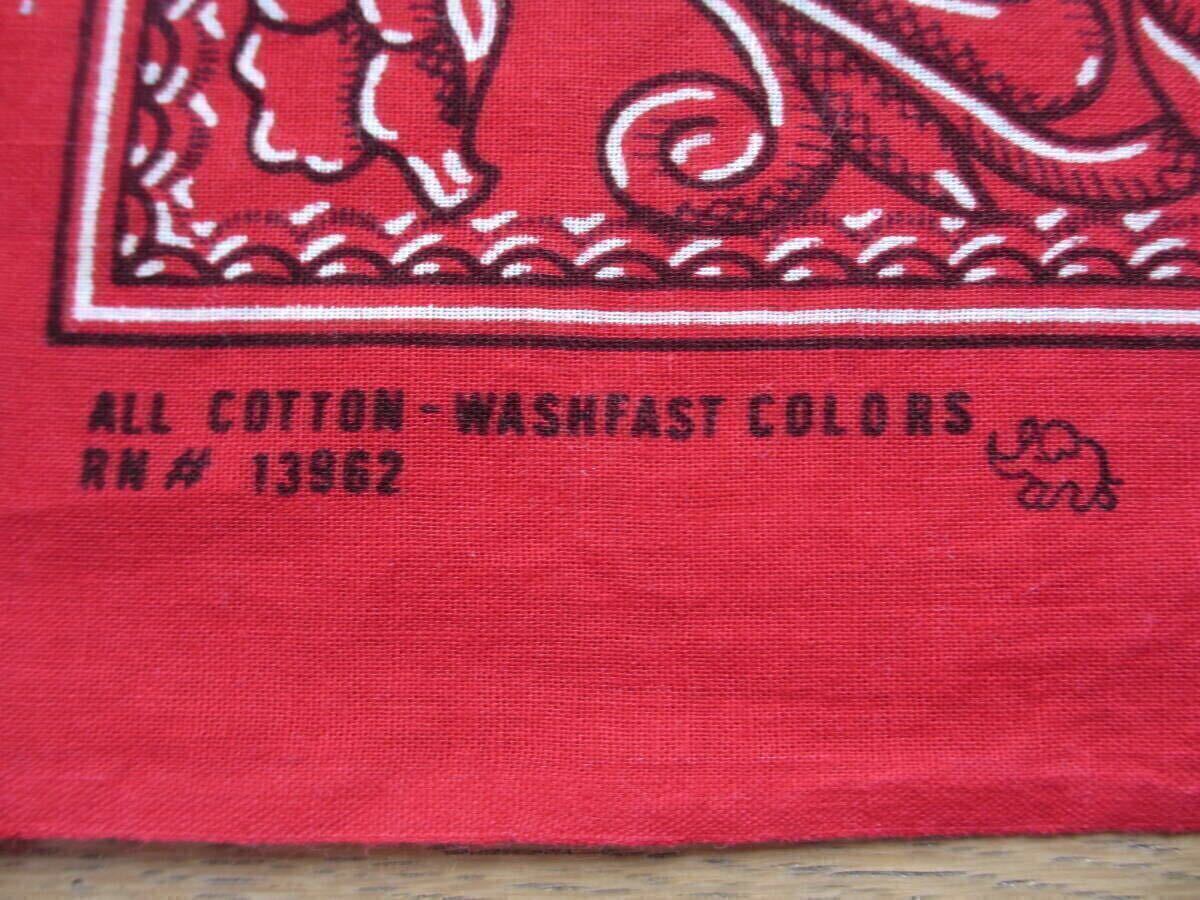 ALL COTTON - WASHFAST COLORS
RN # 13962